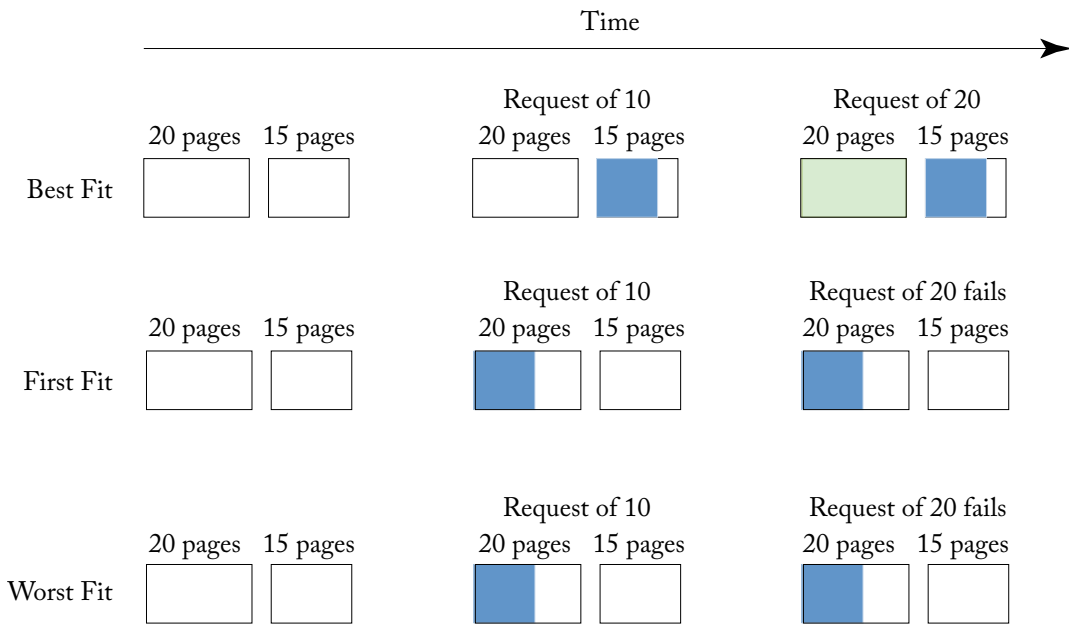 Time
Request of 10 Request of 20
20 pages 15 pages 20 pages 15 pages 20 pages 15 pages
Best Fit
Request of 10 Request of 20 fails
20 pages 15 pages 20 pages 15 pages 20 pages 15 pages
First Fit
Request of 10 Request of 20 fails
20 pages 15 pages 20 pages 15 pages 20 pages 15 pages
Worst Fit